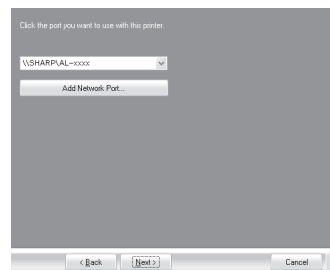 Click the port you want to use with this printer.
\\SHARP\AL-xxxx
Add Network Port...
< Back
Next >
Cancel